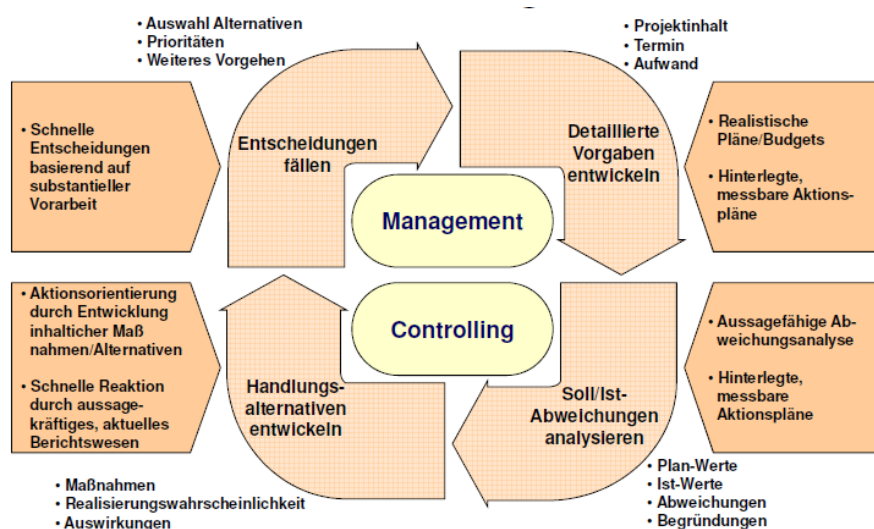 • Auswahl Alternativen
• Prioritäten
• Weiteres Vorgehen
• Projektinhalt
• Termin
• Aufwand
• Schnelle
Entscheidungen
basierend auf
substantieller
Vorarbeit
Entscheidungen
fällen
Detaillierte
Vorgaben
entwickeln
• Realistische
Pläne/Budgets
• Hinterlegte,
messbare Aktions-
pläne
Management
Controlling
• Aktionsorientierung
durch Entwicklung
inhaltlicher Maß
nahmen/Alternativen
• Schnelle Reaktion
durch aussage-
kräftiges, aktuelles
Berichtswesen
Handlungs-
alternativen
entwickeln
Soll/Ist-
Abweichungen
analysieren
• Aussagefähige Ab-
weichungsanalyse
• Hinterlegte,
messbare
Aktionspläne
• Maßnahmen
• Realisierungswahrscheinlichkeit
• Auswirkungen
• Plan-Werte
• Ist-Werte
• Abweichungen
• Begründungen